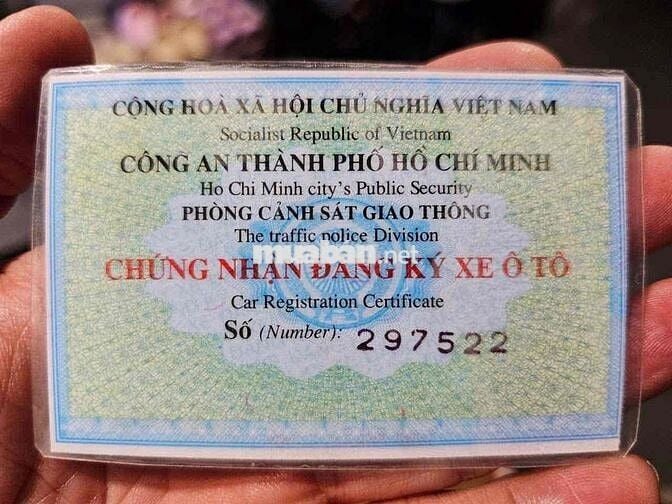 CỘNG HOÀ XÃ HỘI CHỦ NGHĨA VIỆT NAM
Socialist Republic of Vietnam
CÔNG AN THÀNH PHỐ HỒ CHÍ MINH
Ho Chi Minh city's Public Security
PHÒNG CẢNH SÁT GIAO THÔNG
The traffic police Division
muaban.net
CHỨNG NHẬN ĐĂNG KÝ XE Ô TÔ
Car Registration Certificate
Số (Number): 297522